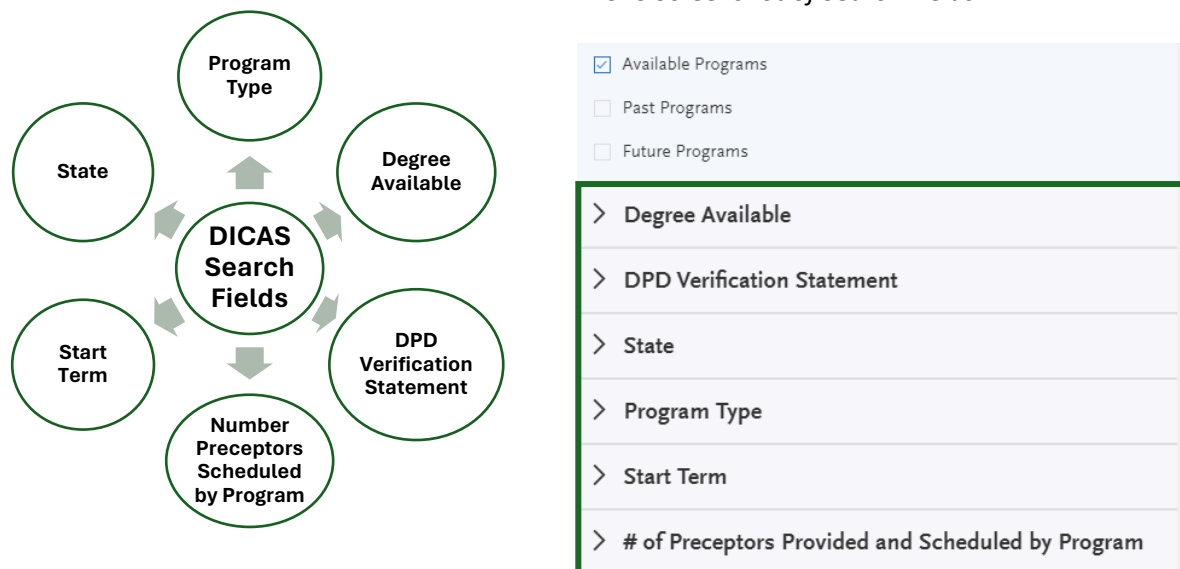 Program
Type
State
Degree
Available
DICAS
Search
Fields
Start
Term
DPD
Verification
Statement
Number
Preceptors
Scheduled
by Program
Available Programs
Past Programs
Future Programs
Degree Available
DPD Verification Statement
State
Program Type
Start Term
# of Preceptors Provided and Scheduled by Program